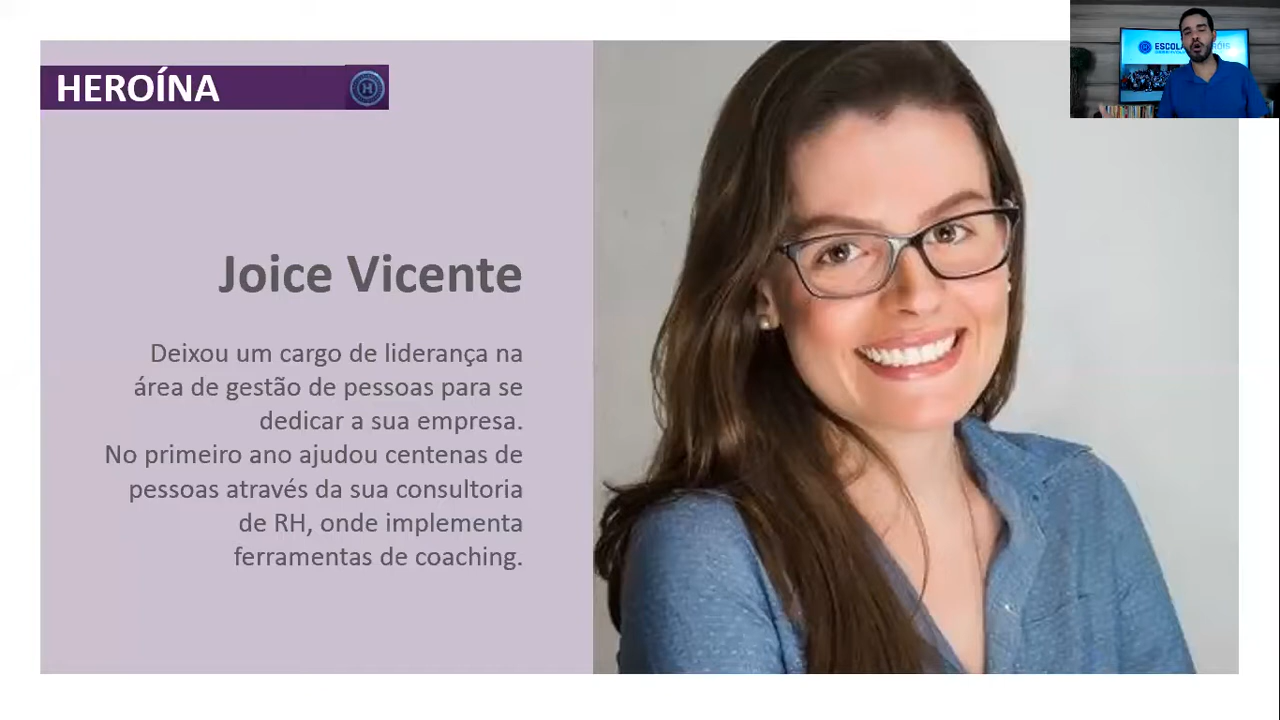 HEROÍNA
H
Joice Vicente
Deixou um cargo de liderança na
área de gestão de pessoas para se
dedicar a sua empresa.
No primeiro ano ajudou centenas de
pessoas através da sua consultoria
de RH, onde implementa
ferramentas de coaching.
ESCOLA